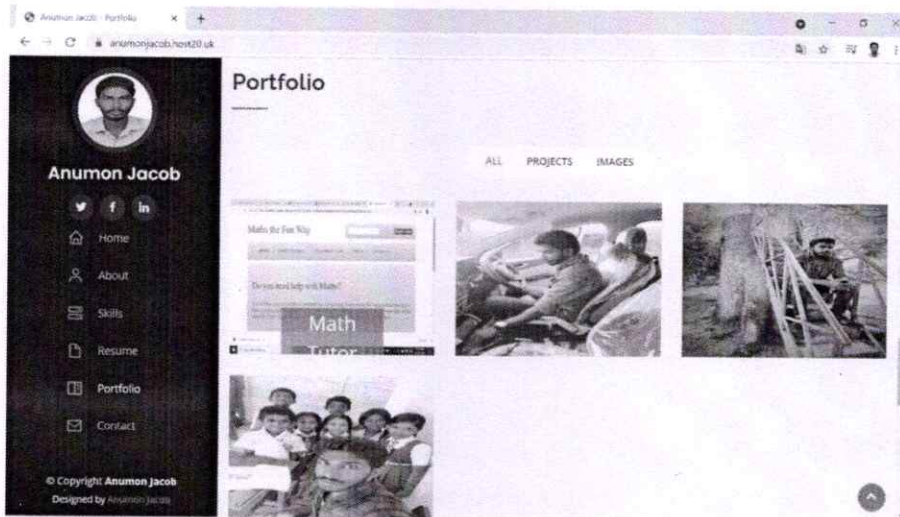 Anumon Jacob - Portfolio
anumonjacob.host20.uk
Anumon Jacob
Home
About
Skills
Resume
Portfolio
Contact
© Copyright Anumon Jacob
Designed by Anumon Jacob
Portfolio
ALL PROJECTS IMAGES
Maths the Fun Way
Do you need help with Maths?
Math
Tutor